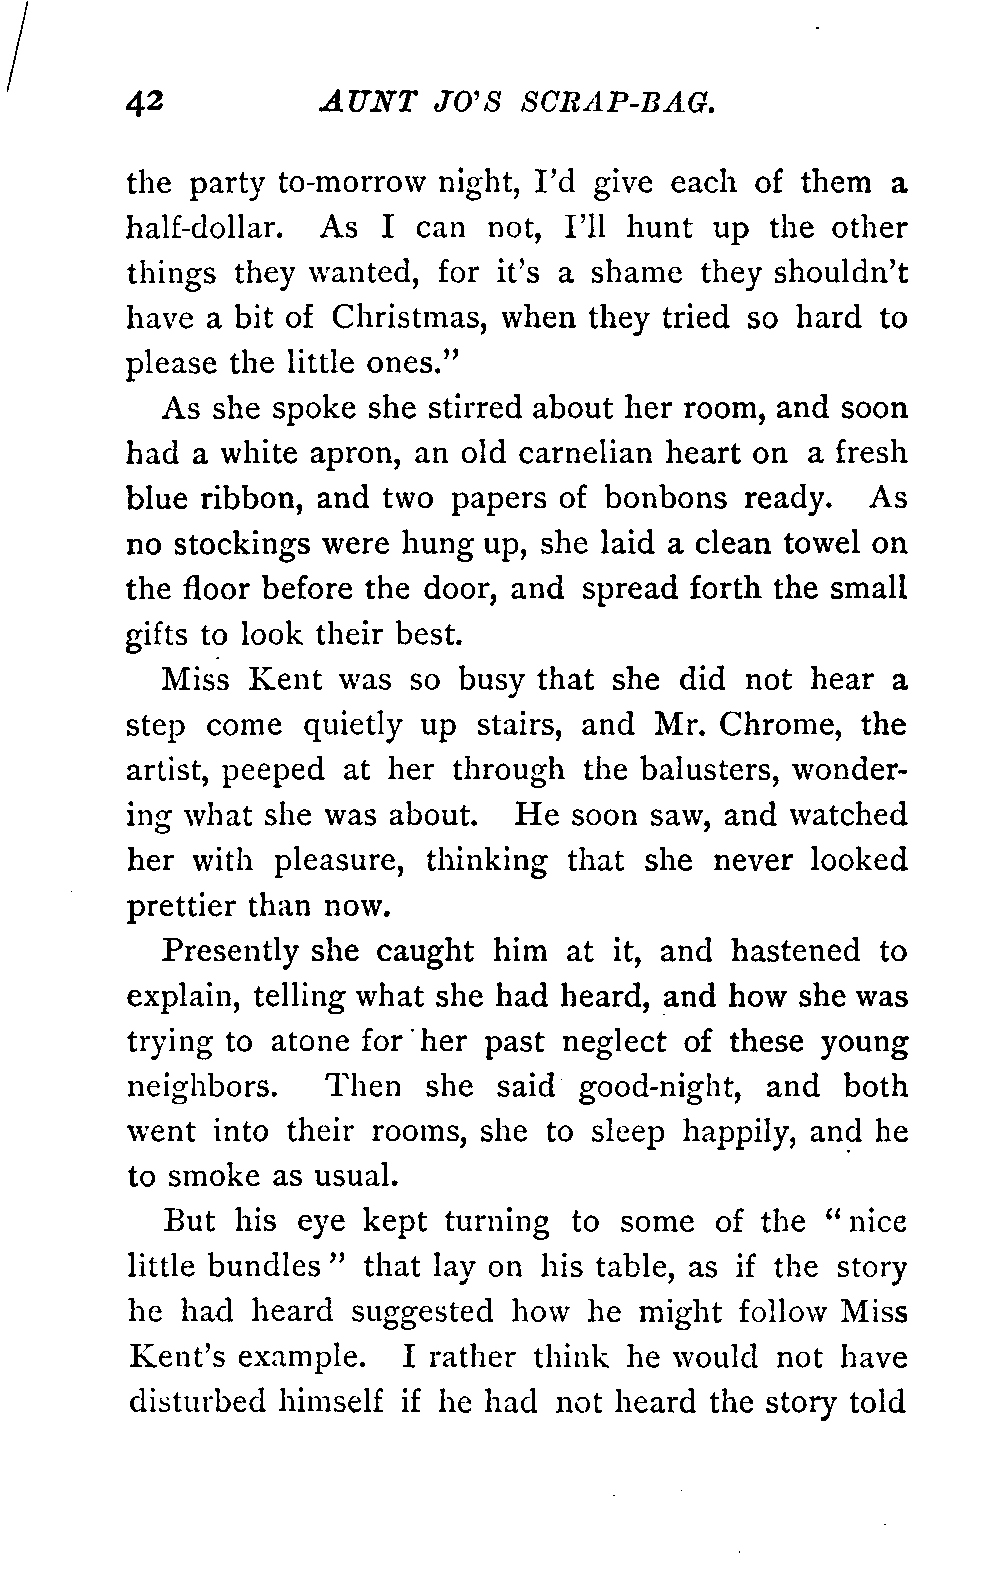 42 AUNT JO'S SCRAP-BAG.
the party to-morrow night, I'd give each of them a
half-dollar. As I can not, I'll hunt up the other
things they wanted, for it's a shame they shouldn't
have a bit of Christmas, when they tried so hard to
please the little ones."
As she spoke she stirred about her room, and soon
had a white apron, an old carnelian heart on a fresh
blue ribbon, and two papers of bonbons ready. As
no stockings were hung up, she laid a clean towel on
the floor before the door, and spread forth the small
gifts to look their best.
Miss Kent was so busy that she did not hear a
step come quietly up stairs, and Mr. Chrome, the
artist, peeped at her through the balusters, wonder-
ing what she was about. He soon saw, and watched
her with pleasure, thinking that she never looked
prettier than now.
Presently she caught him at it, and hastened to
explain, telling what she had heard, and how she was
trying to atone for her past neglect of these young
neighbors. Then she said good-night, and both
went into their rooms, she to sleep happily, and he
to smoke as usual.
But his eye kept turning to some of the "nice
little bundles" that lay on his table, as if the story
he had heard suggested how he might follow Miss
Kent's example. I rather think he would not have
disturbed himself if he had not heard the story told